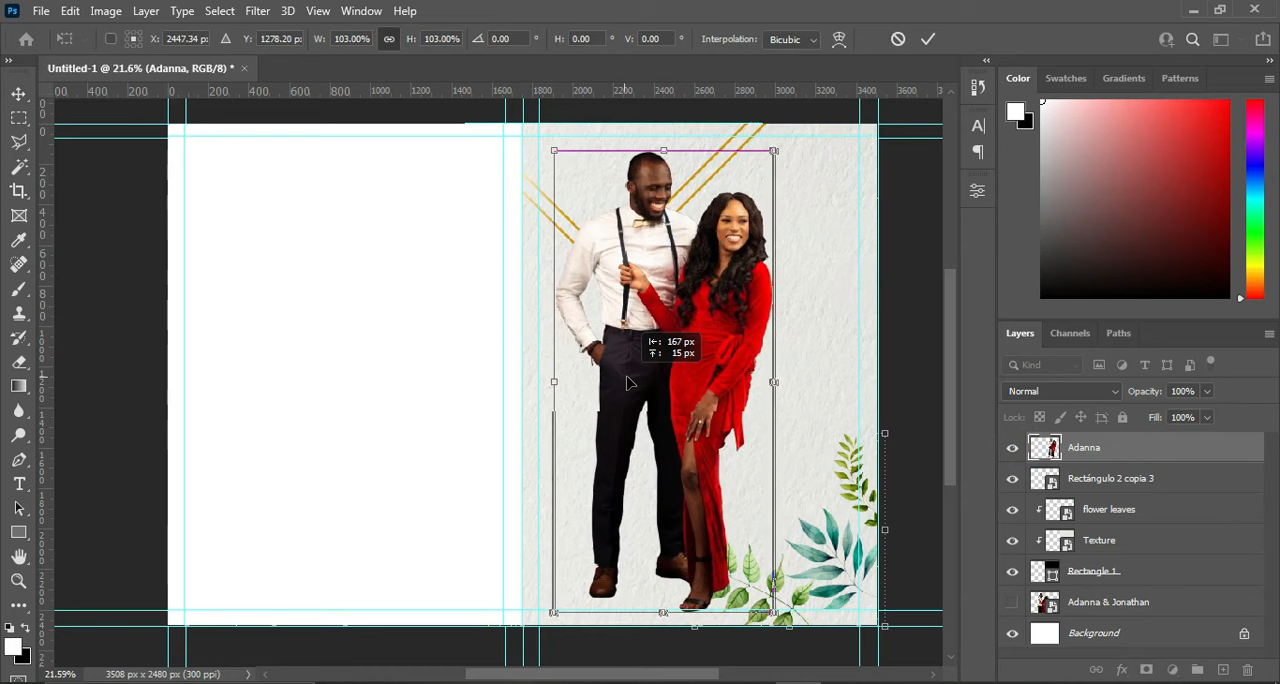 Ps File Edit Image Layer Type Select Filter 3D View Window Help
X: 2447.34 px Y: 1278.20 px W: 103.00% H: 103.00% 0.00 ° H: 0.00 ° V: 0.00 ° Interpolation: Bicubic
Untitled-1 @ 21.6% (Adanna, RGB/8) * ×
400 200 0 200 400 600 800 1000 1200 1400 1600 1800 2000 2200 2400 2600 2800 3000 3200 3400 3600
Color Swatches Gradients Patterns
167 px
15 px
Layers Channels Paths
Kind
Normal Opacity: 100%
Lock: Fill: 100%
Adanna
Rectángulo 2 copia 3
flower leaves
Texture
Rectangle 1
Adanna & Jonathan
Background
21.59% 3508 px x 2480 px (300 ppi)